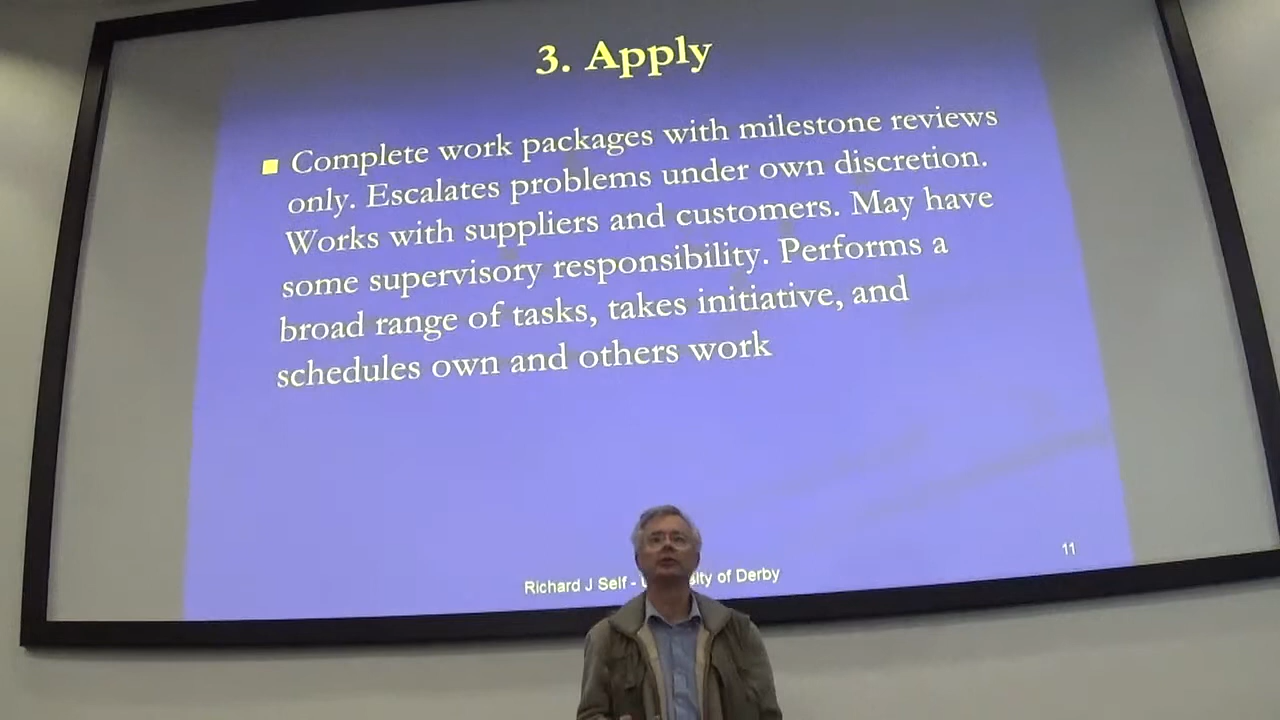 3. Apply
Complete work packages with milestone reviews
only. Escalates problems under own discretion.
Works with suppliers and customers. May have
some supervisory responsibility. Performs a
broad range of tasks, takes initiative, and
schedules own and others work
Richard J Self - of Derby
11